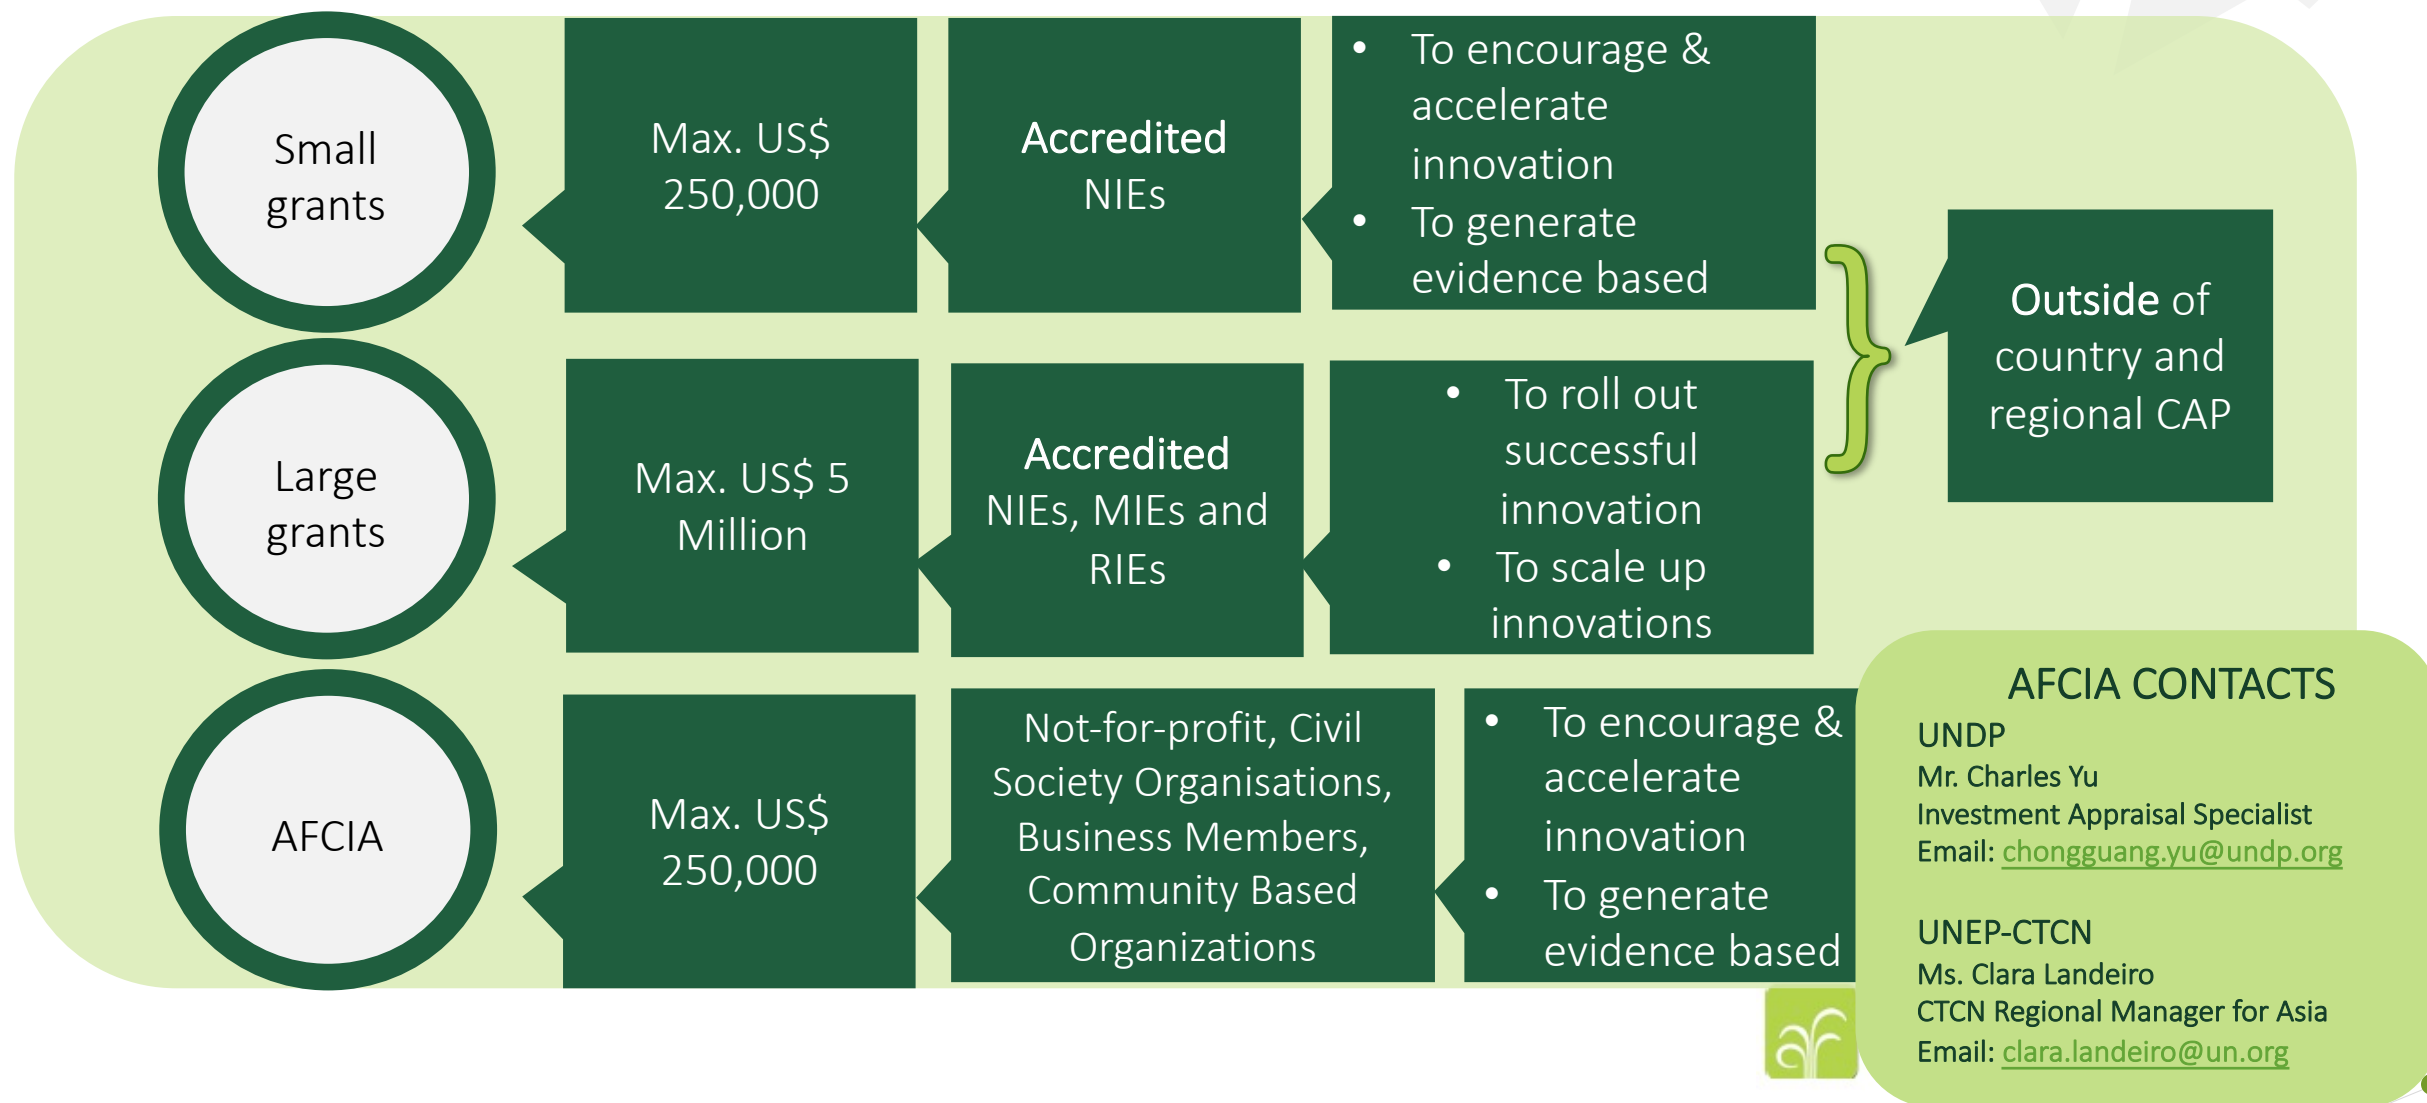 Small
grants
Max. US$
250,000
Accredited
NIEs
• To encourage &
accelerate
innovation
• To generate
evidence based
Large
grants
Max. US$ 5
Million
Accredited
NIEs, MIEs and
RIEs
• To roll out
successful
innovation
• To scale up
innovations
Outside of
country and
regional CAP
AFCIA
Max. US$
250,000
Not-for-profit, Civil
Society Organisations,
Business Members,
Community Based
Organizations
• To encourage &
accelerate
innovation
• To generate
evidence based
AFCIA CONTACTS
UNDP
Mr. Charles Yu
Investment Appraisal Specialist
Email: chongguang.yu@undp.org
UNEP-CTCN
Ms. Clara Landeiro
CTCN Regional Manager for Asia
Email: clara.landeiro@un.org